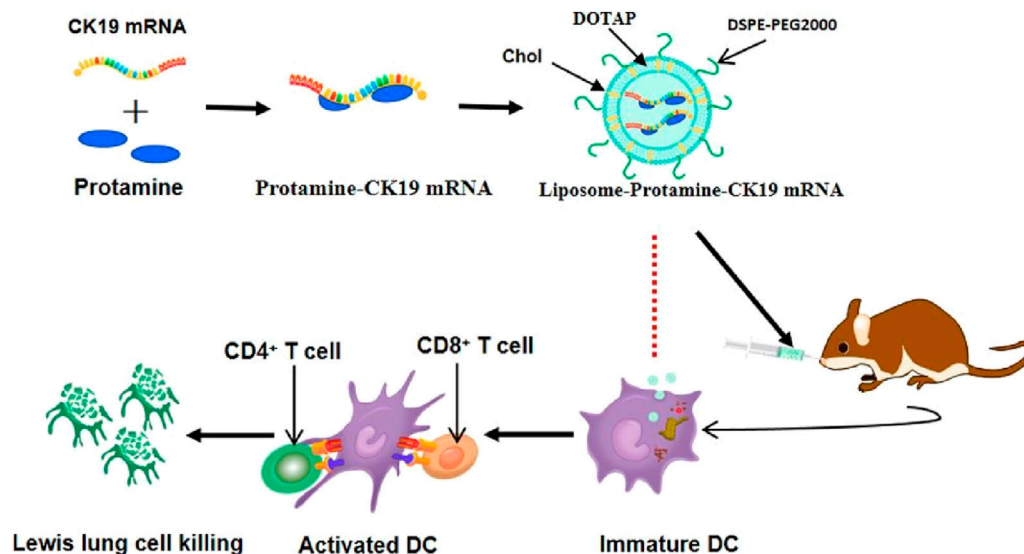 CK19 mRNA
Protamine
Protamine-CK19 mRNA
DOTAP
DSPE-PEG2000
Chol
Liposome-Protamine-CK19 mRNA
CD4⁺ T cell
CD8⁺ T cell
Lewis lung cell killing
Activated DC
Immature DC